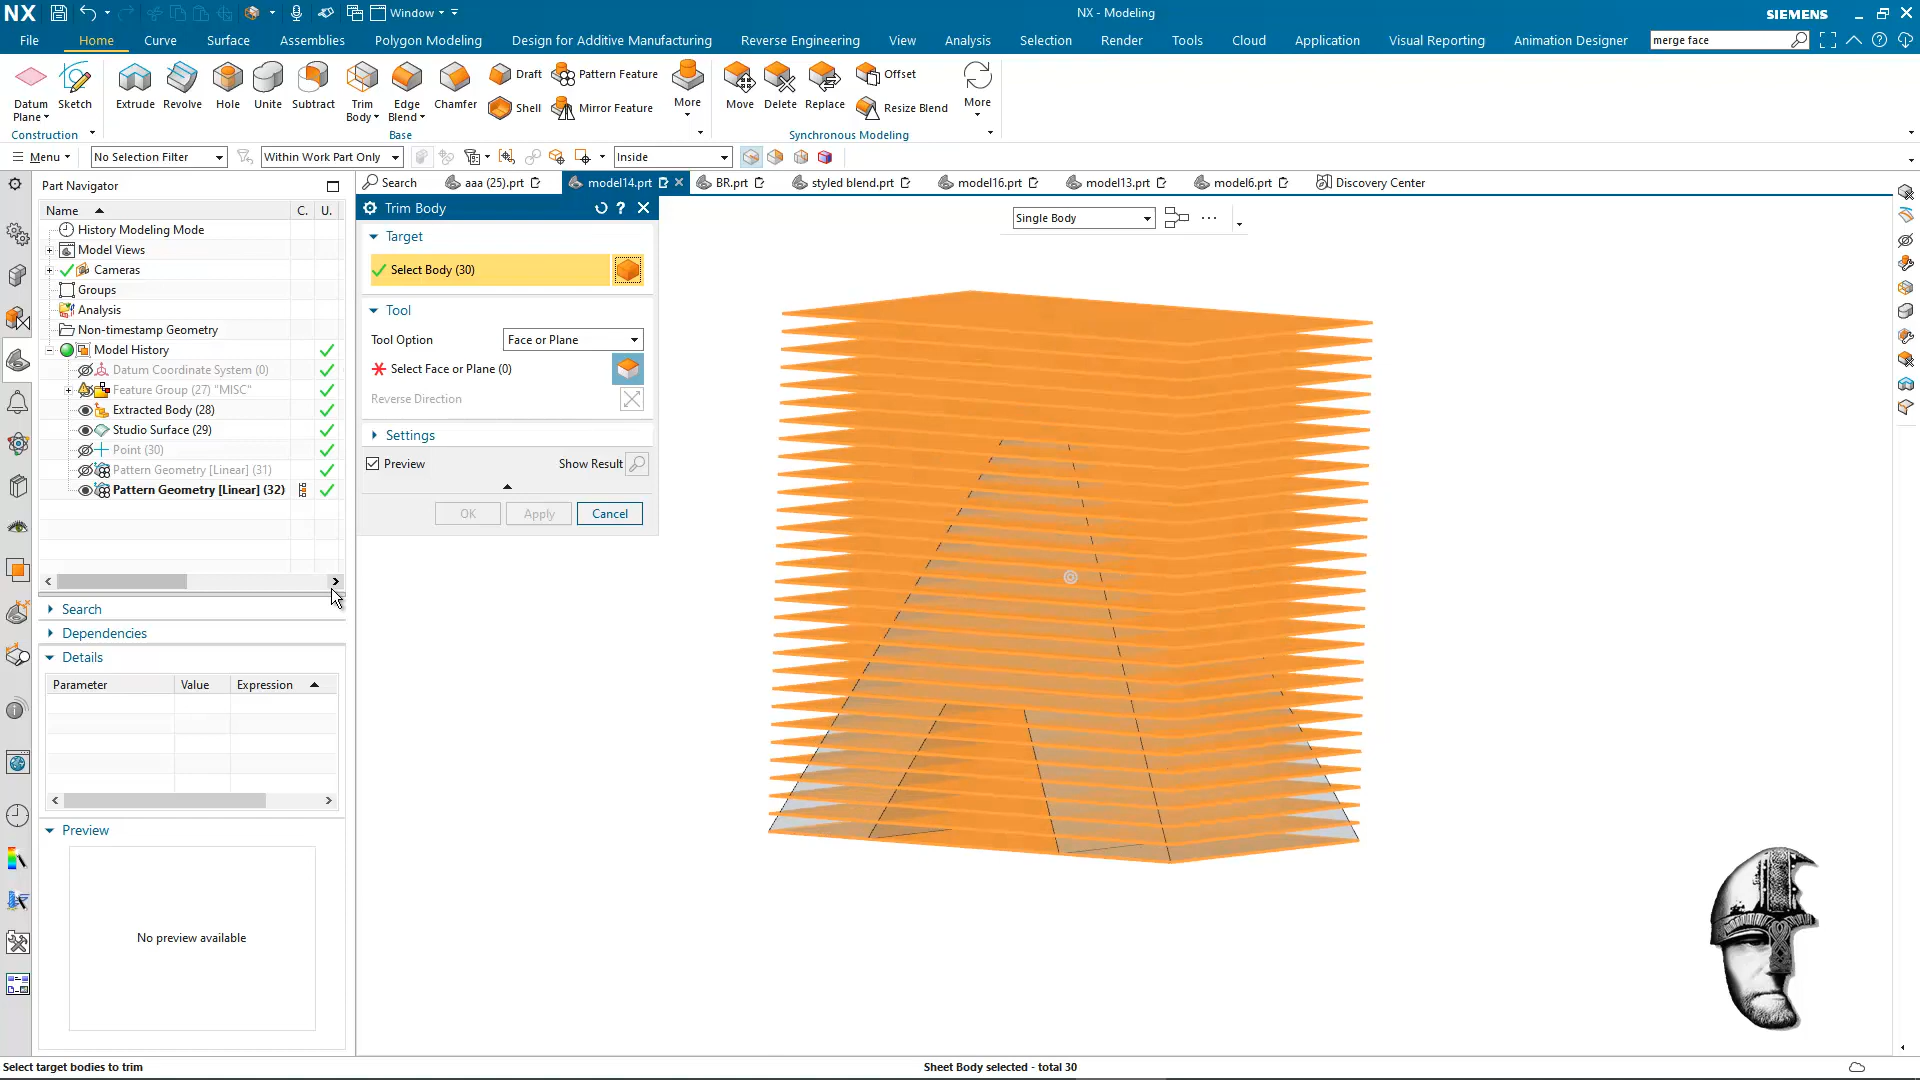 NX
Window
NX - Modeling
SIEMENS
File
Home
Curve
Surface
Assemblies
Polygon Modeling
Design for Additive Manufacturing
Reverse Engineering
View
Analysis
Selection
Render
Tools
Cloud
Application
Visual Reporting
Animation Designer
merge face
Datum Plane
Sketch
Extrude
Revolve
Hole
Unite
Subtract
Trim Body
Edge Blend
Chamfer
Draft
Shell
Pattern Feature
Mirror Feature
More
Move
Delete
Replace
Offset
Resize Blend
More
Construction
Base
Synchronous Modeling
Menu
No Selection Filter
Within Work Part Only
Inside
Part Navigator
Search
aaa (25).prt
model14.prt
BR.prt
styled blend.prt
model16.prt
model13.prt
model6.prt
Discovery Center
Name
C.
U.
History Modeling Mode
Model Views
Cameras
Groups
Analysis
Non-timestamp Geometry
Model History
Datum Coordinate System (0)
Feature Group (27) "MISC"
Extracted Body (28)
Studio Surface (29)
Point (30)
Pattern Geometry [Linear] (31)
Pattern Geometry [Linear] (32)
Trim Body
Target
Select Body (30)
Tool
Tool Option
Face or Plane
Select Face or Plane (0)
Reverse Direction
Settings
Preview
Show Result
OK
Apply
Cancel
Single Body
Search
Dependencies
Details
Parameter
Value
Expression
Preview
No preview available
Select target bodies to trim
Sheet Body selected - total 30